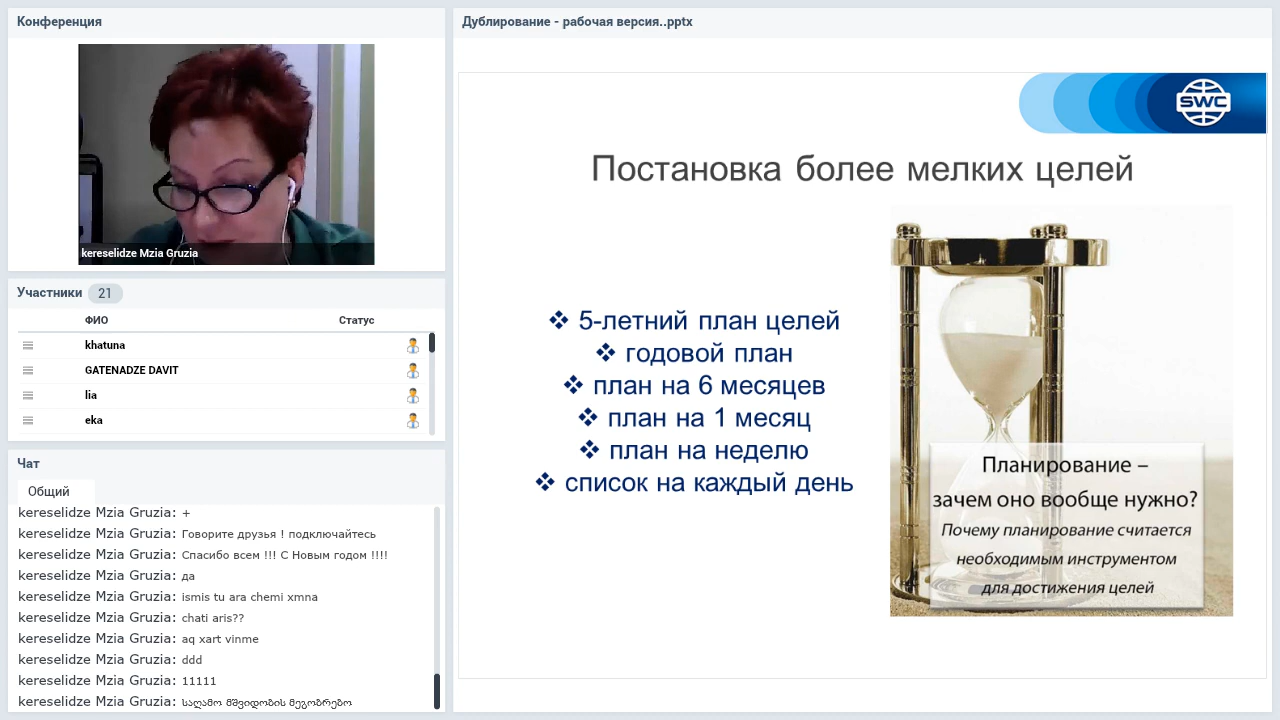 Конференция
kereselidze Mzia Gruzia
Участники 21
ФИО Статус
khatuna
GATENADZE DAVIT
lia
eka
Чат
Общий
kereselidze Mzia Gruzia: +
kereselidze Mzia Gruzia: Говорите друзья ! подключайтесь
kereselidze Mzia Gruzia: Спасибо всем !!! С Новым годом !!!!
kereselidze Mzia Gruzia: да
kereselidze Mzia Gruzia: ismis tu ara chemi xmna
kereselidze Mzia Gruzia: chati aris??
kereselidze Mzia Gruzia: aq xart vinme
kereselidze Mzia Gruzia: ddd
kereselidze Mzia Gruzia: 11111
kereselidze Mzia Gruzia: საღამო მშვიდობის მეგობრებო
Дублирование - рабочая версия..pptx
SWC
Постановка более мелких целей
❖ 5-летний план целей
❖ годовой план
❖ план на 6 месяцев
❖ план на 1 месяц
❖ план на неделю
❖ список на каждый день
Планирование –
зачем оно вообще нужно?
Почему планирование считается
необходимым инструментом
для достижения целей